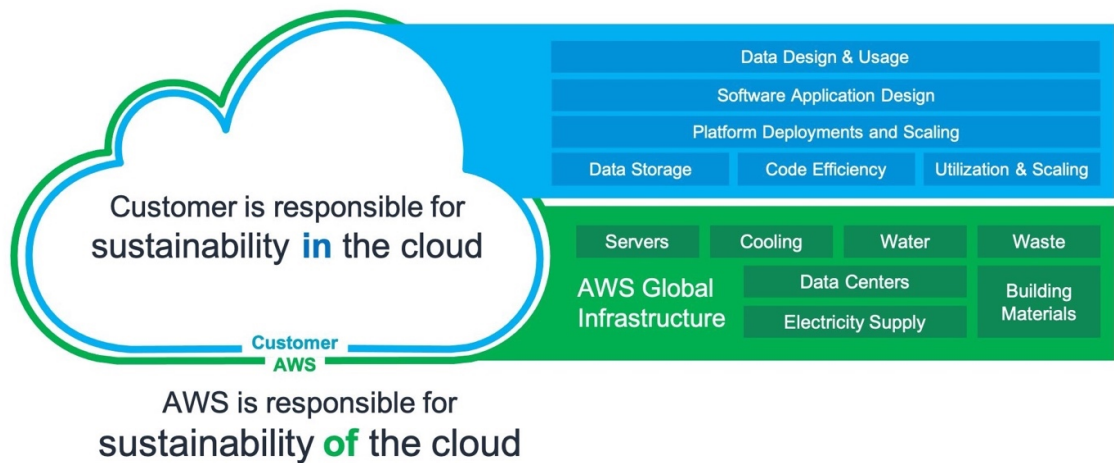 Data Design & Usage
Software Application Design
Platform Deployments and Scaling
Data Storage
Code Efficiency
Utilization & Scaling
Customer is responsible for
sustainability in the cloud
Servers
Cooling
Water
Waste
AWS Global
Infrastructure
Data Centers
Electricity Supply
Building
Materials
Customer
AWS
AWS is responsible for
sustainability of the cloud